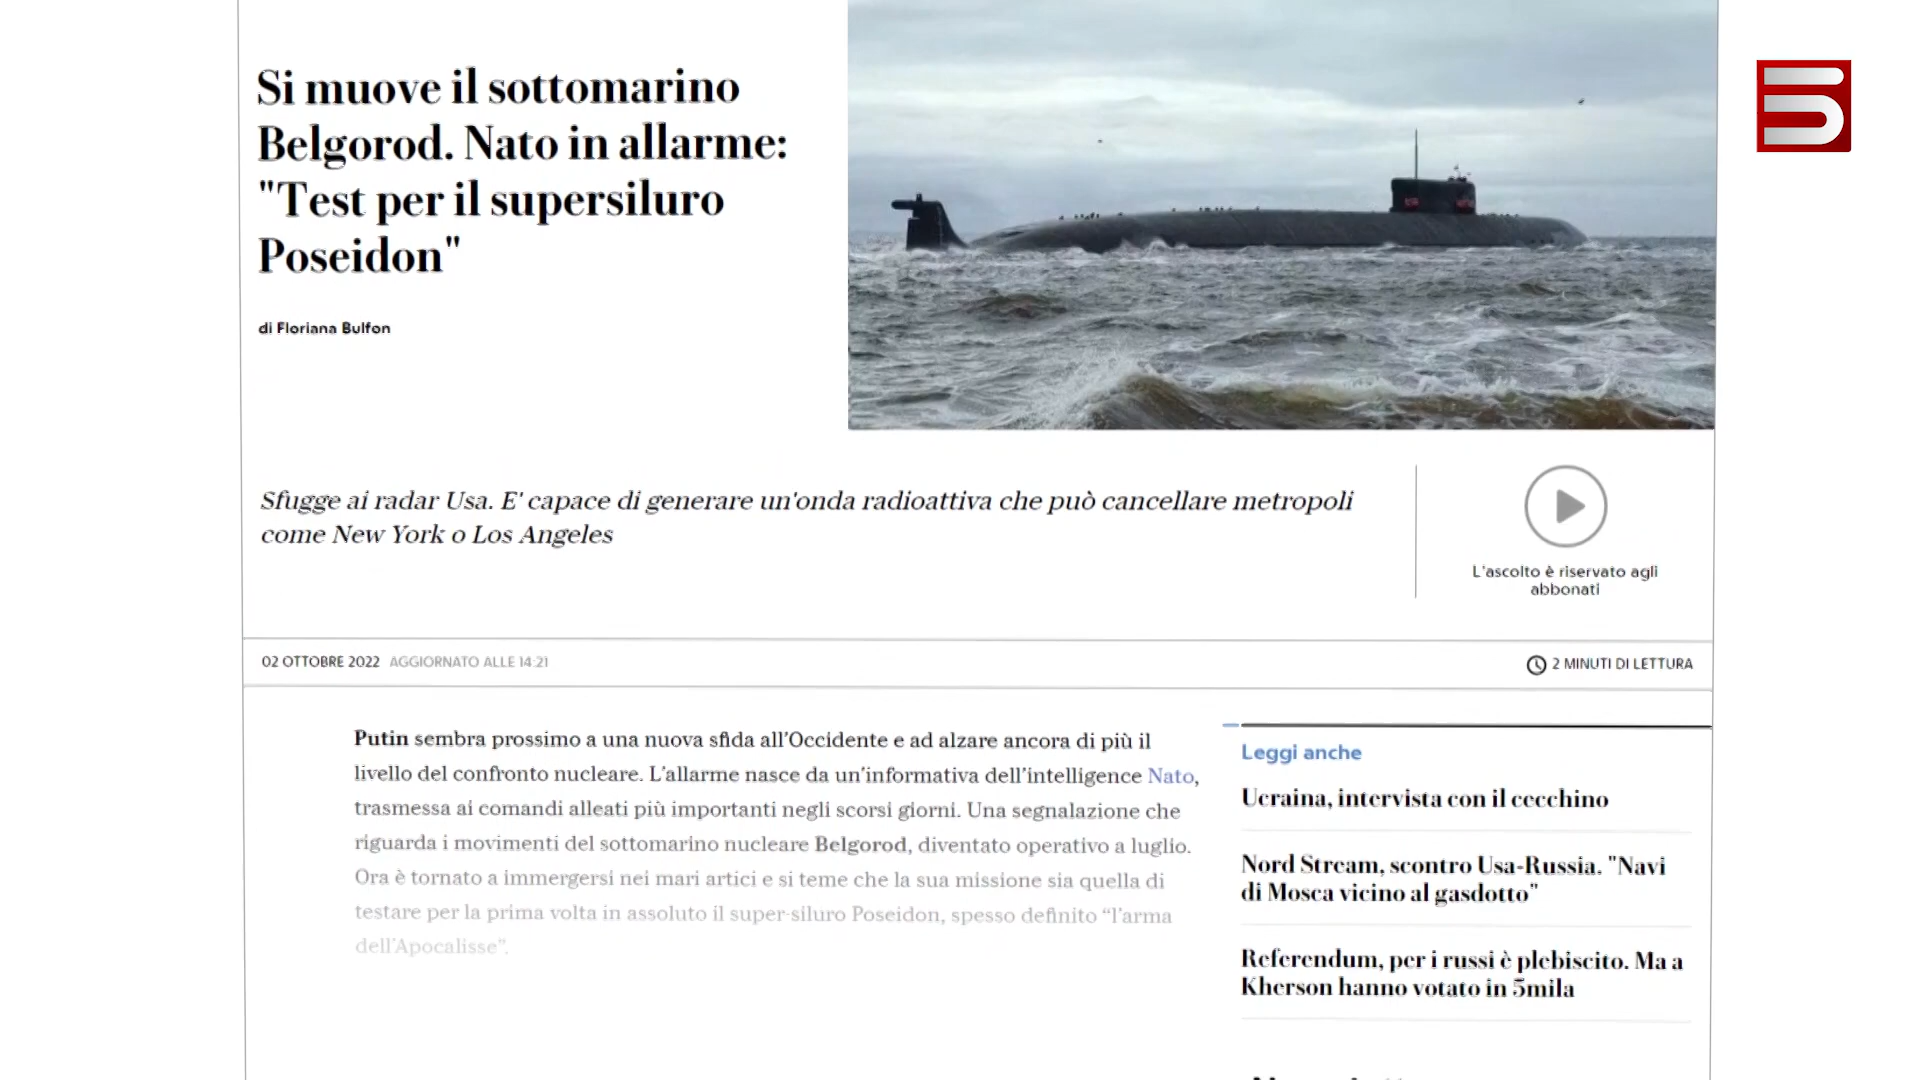 Si muove il sottomarino
Belgorod. Nato in allarme:
"Test per il supersiluro
Poseidon"
di Floriana Bulfon
Sfugge ai radar Usa. E' capace di generare un'onda radioattiva che può cancellare metropoli
come New York o Los Angeles
L'ascolto è riservato agli
abbonati
02 OTTOBRE 2022 AGGIORNATO ALLE 14:21
2 MINUTI DI LETTURA
Putin sembra prossimo a una nuova sfida all’Occidente e ad alzare ancora di più il
livello del confronto nucleare. L’allarme nasce da un’informativa dell’intelligence Nato,
trasmessa ai comandi alleati più importanti negli scorsi giorni. Una segnalazione che
riguarda i movimenti del sottomarino nucleare Belgorod, diventato operativo a luglio.
Ora è tornato a immergersi nei mari artici e si teme che la sua missione sia quella di
testare per la prima volta in assoluto il super-siluro Poseidon, spesso definito “l’arma
dell’Apocalisse”.
Leggi anche
Ucraina, intervista con il cecchino
Nord Stream, scontro Usa-Russia. "Navi
di Mosca vicino al gasdotto"
Referendum, per i russi è plebiscito. Ma a
Kherson hanno votato in 5mila